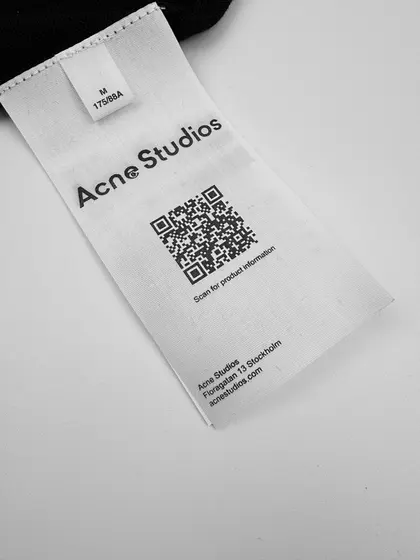 M
175/88A
Acne Studios
Scan for product information
Acne Studios
Floragatan 13 Stockholm
acnestudios.com